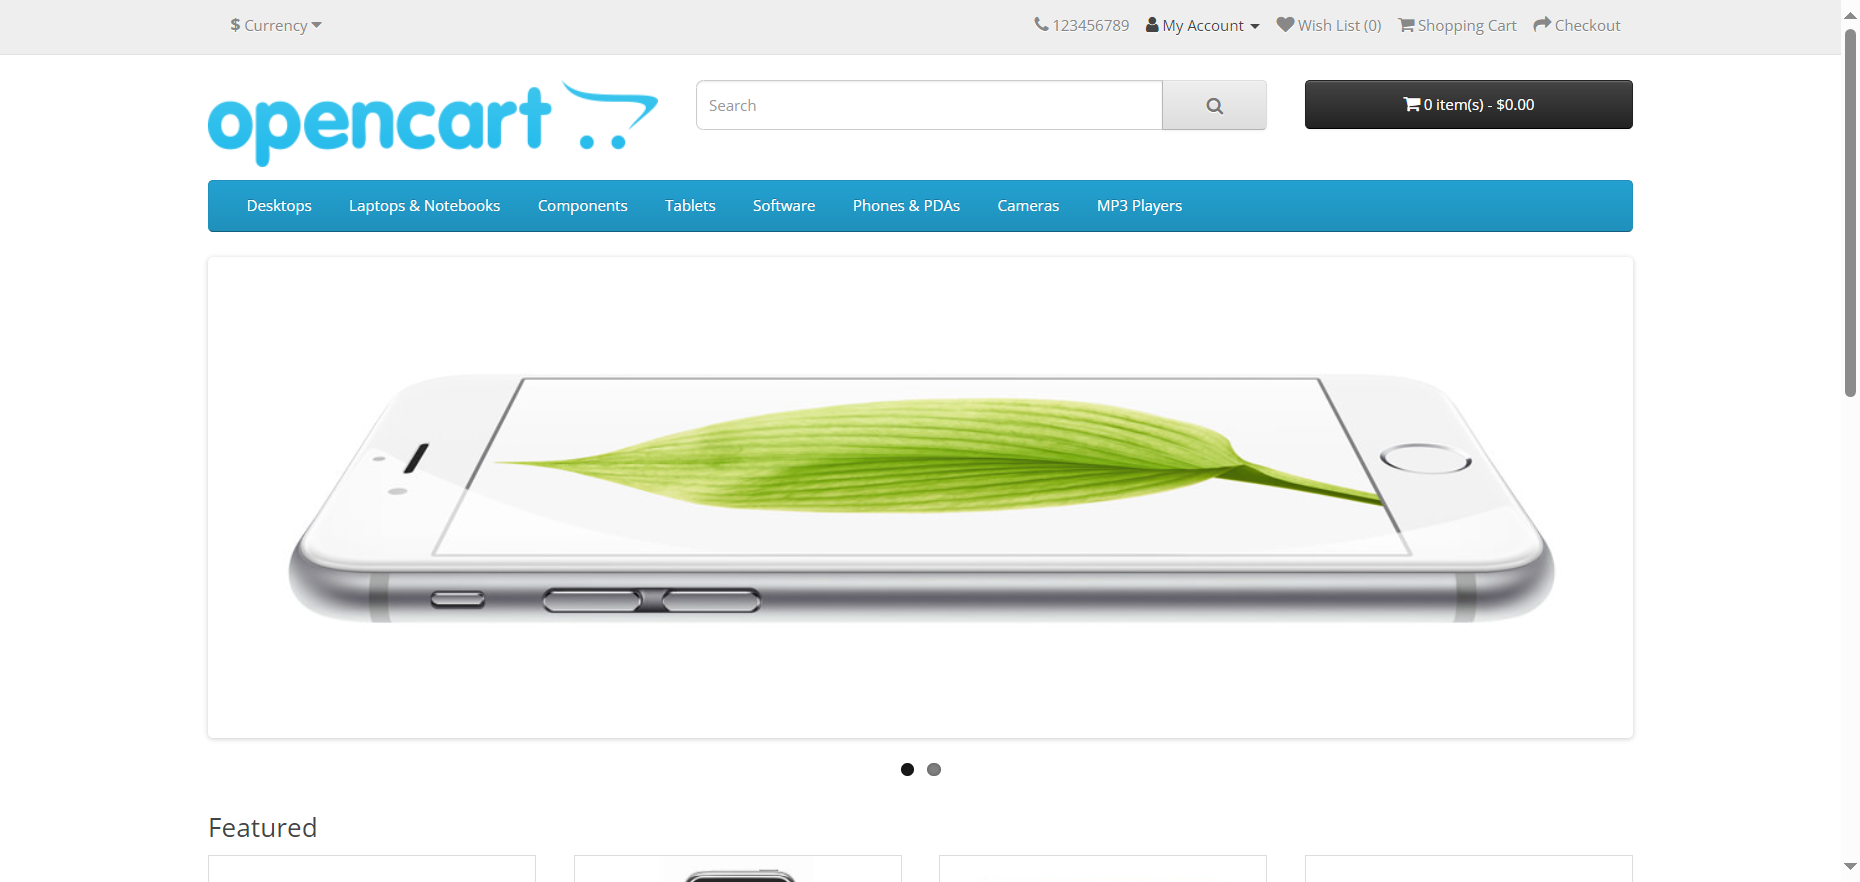 $ Currency
123456789 My Account Wish List (0) Shopping Cart Checkout
opencart
Search
0 item(s) - $0.00
Desktops Laptops & Notebooks Components Tablets Software Phones & PDAs Cameras MP3 Players
Featured